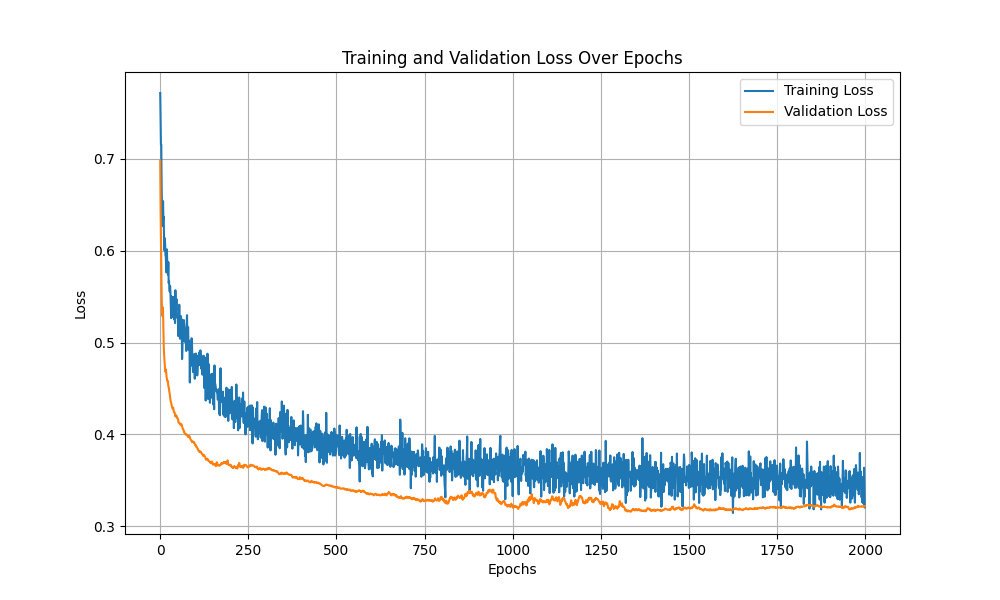 Training and Validation Loss Over Epochs
Training Loss
Validation Loss
0.7
0.6
0.5
0.4
0.3
Loss
0 250 500 750 1000 1250 1500 1750 2000
Epochs